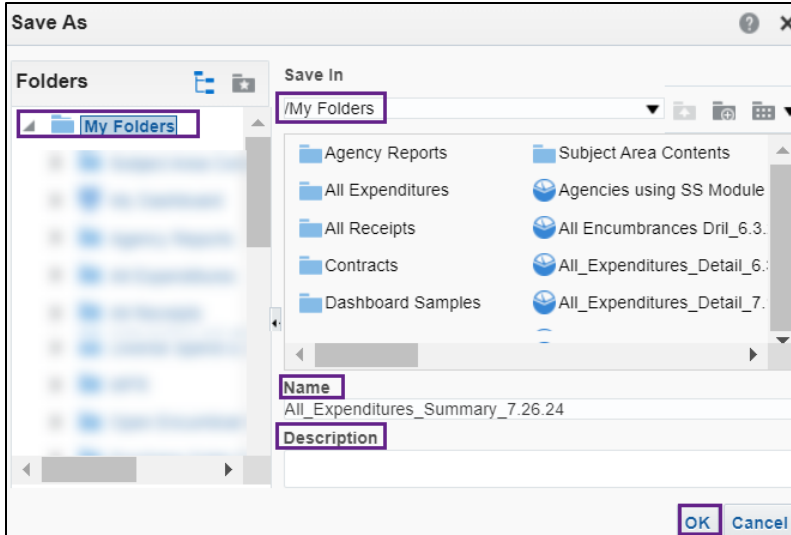 Save As
Folders
Save In
My Folders
/My Folders
Agency Reports
Subject Area Contents
All Expenditures
Agencies using SS Module
All Receipts
All Encumbrances Dril_6.3.
Contracts
All_Expenditures_Detail_6.
Dashboard Samples
All_Expenditures_Detail_7.
Name
All_Expenditures_Summary_7.26.24
Description
OK
Cancel